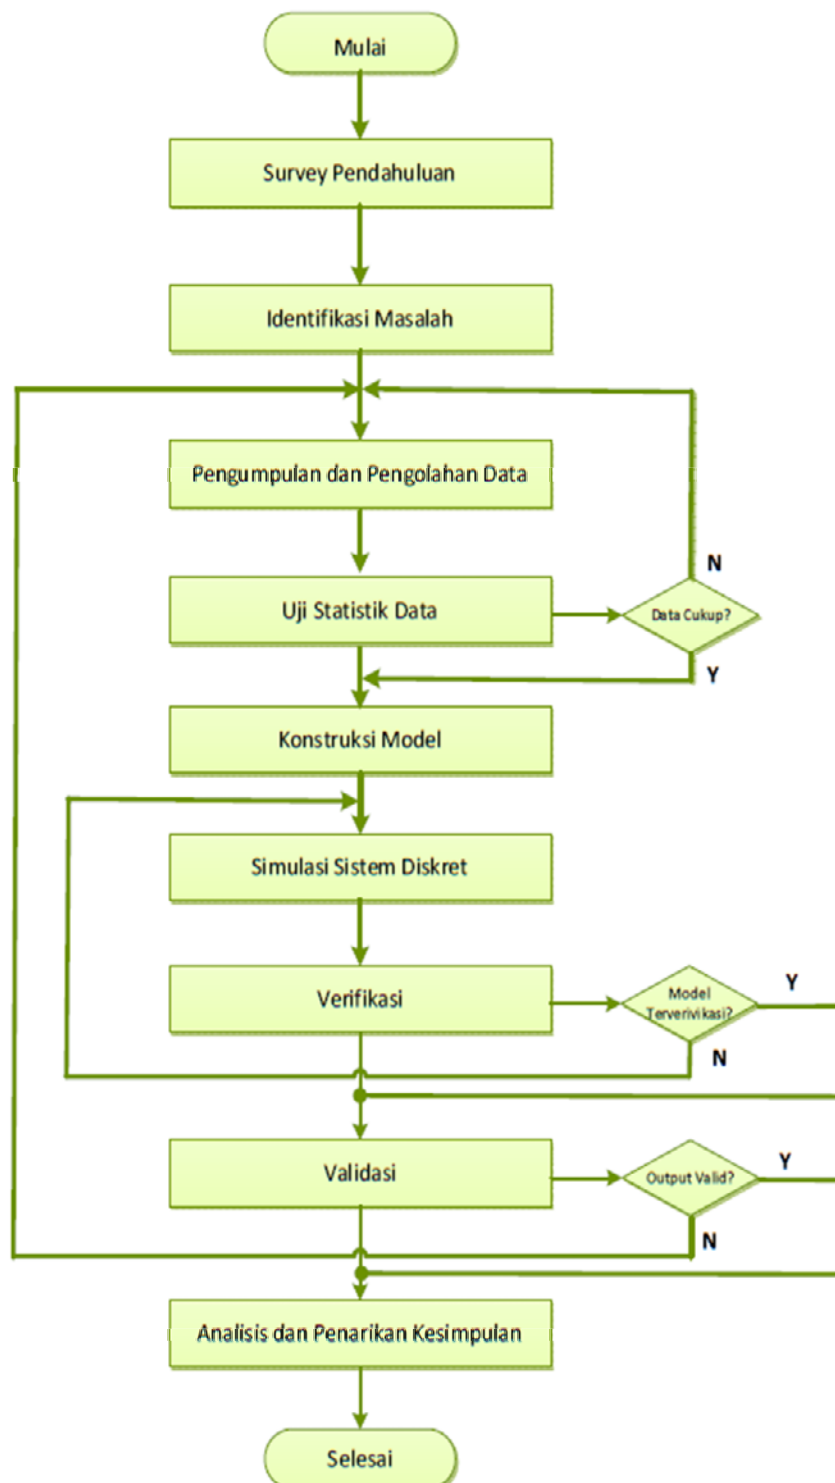 Mulai
Survey Pendahuluan
Identifikasi Masalah
Pengumpulan dan Pengolahan Data
N
Uji Statistik Data
Data Cukup?
Y
Konstruksi Model
Simulasi Sistem Diskret
Verifikasi
Model
Terverivikasi?
Y
N
Validasi
Output Valid?
Y
N
Analisis dan Penarikan Kesimpulan
Selesai